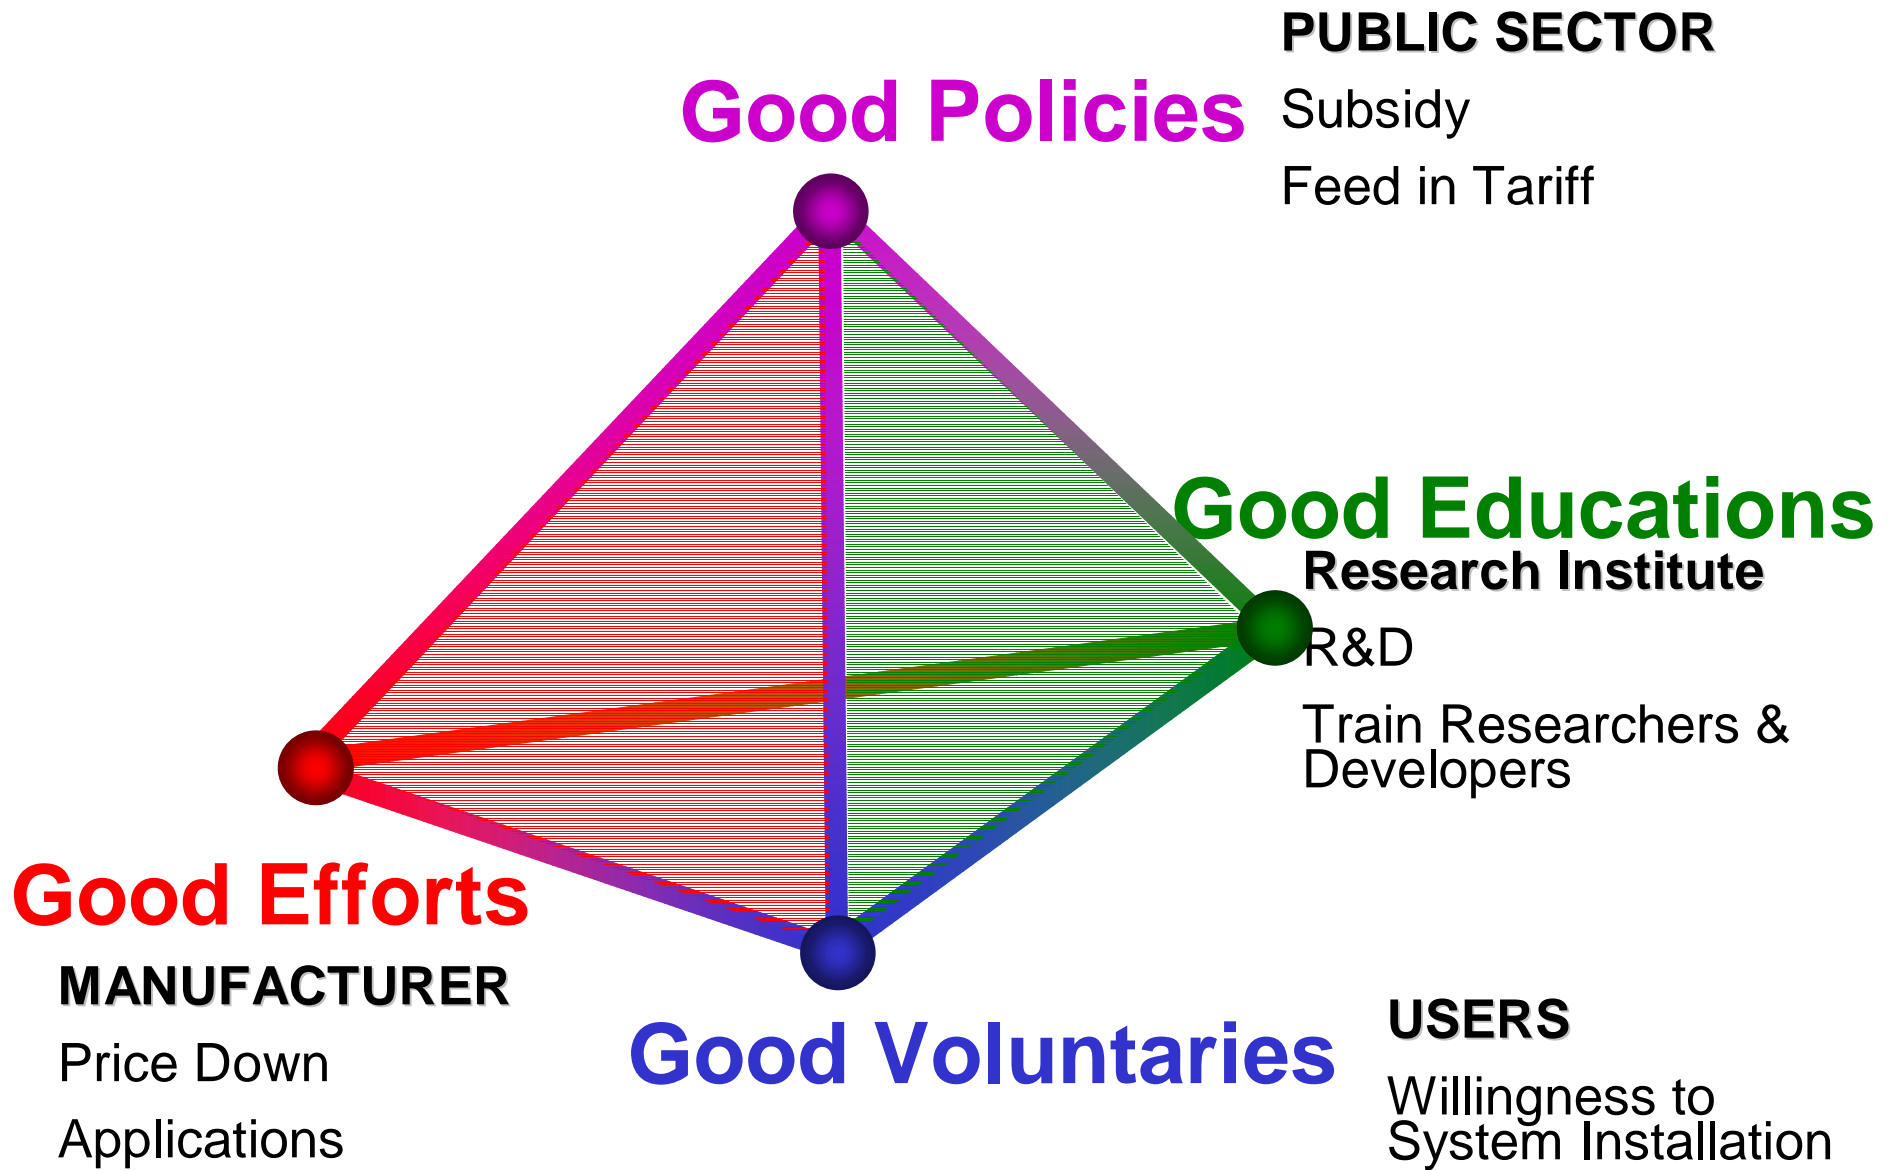 PUBLIC SECTOR
Good Policies
Subsidy
Feed in Tariff
Good Educations
Research Institute
R&D
Train Researchers &
Developers
Good Efforts
MANUFACTURER
Price Down
Applications
Good Voluntaries
USERS
Willingness to
System Installation